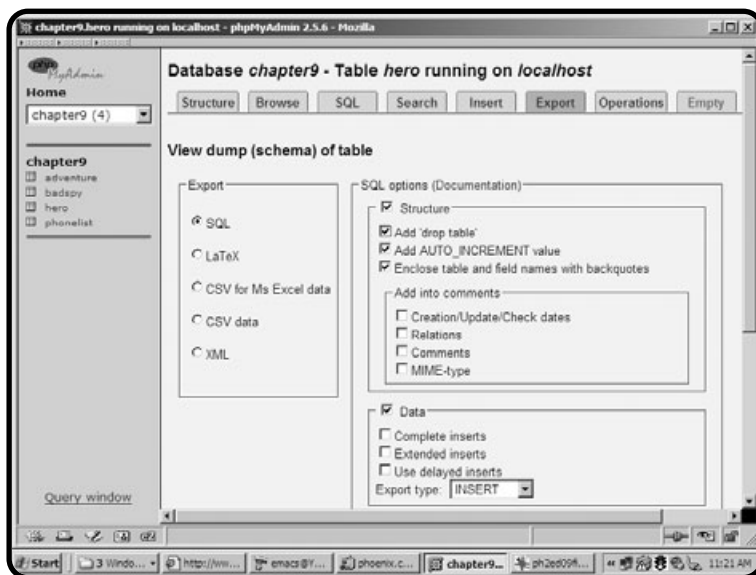 chapter9.hero running on localhost - phpMyAdmin 2.5.6 - Mozilla
php
MyAdmin
Home
chapter9 (4)
chapter9
adventure
badspy
hero
phonelist
Query window
Database chapter9 - Table hero running on localhost
Structure Browse SQL Search Insert Export Operations Empty
View dump (schema) of table
Export
SQL
LaTeX
CSV for Ms Excel data
CSV data
XML
SQL options (Documentation)
Structure
Add 'drop table'
Add AUTO_INCREMENT value
Enclose table and field names with backquotes
Add into comments
Creation/Update/Check dates
Relations
Comments
MIME-type
Data
Complete inserts
Extended inserts
Use delayed inserts
Export type: INSERT
Start 3 Windo... http://ww... emacs@Y... phoenix.c... chapter9... ph2ed09fi... 11:21 AM